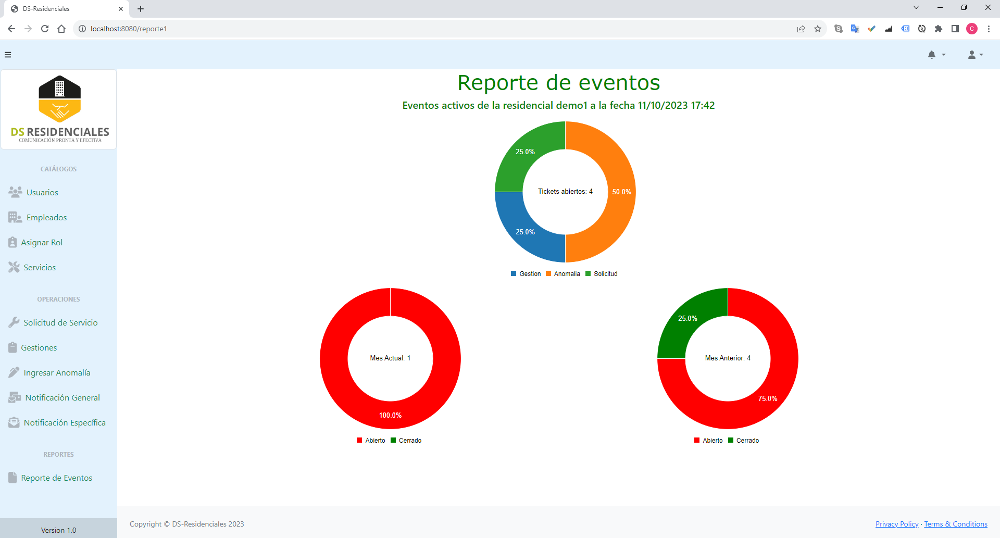 DS-Residenciales
localhost:8080/reporte1
C
DS RESIDENCIALES
COMUNICACIÓN PRONTA Y EFECTIVA
CATÁLOGOS
Usuarios
Empleados
Asignar Rol
Servicios
OPERACIONES
Solicitud de Servicio
Gestiones
Ingresar Anomalía
Notificación General
Notificación Específica
REPORTES
Reporte de Eventos
Version 1.0
Reporte de eventos
Eventos activos de la residencial demo1 a la fecha 11/10/2023 17:42
25.0%
Tickets abiertos: 4
50.0%
25.0%
Gestion Anomalia Solicitud
Mes Actual: 1
100.0%
Abierto Cerrado
25.0%
Mes Anterior: 4
75.0%
Abierto Cerrado
Copyright © DS-Residenciales 2023
Privacy Policy · Terms & Conditions